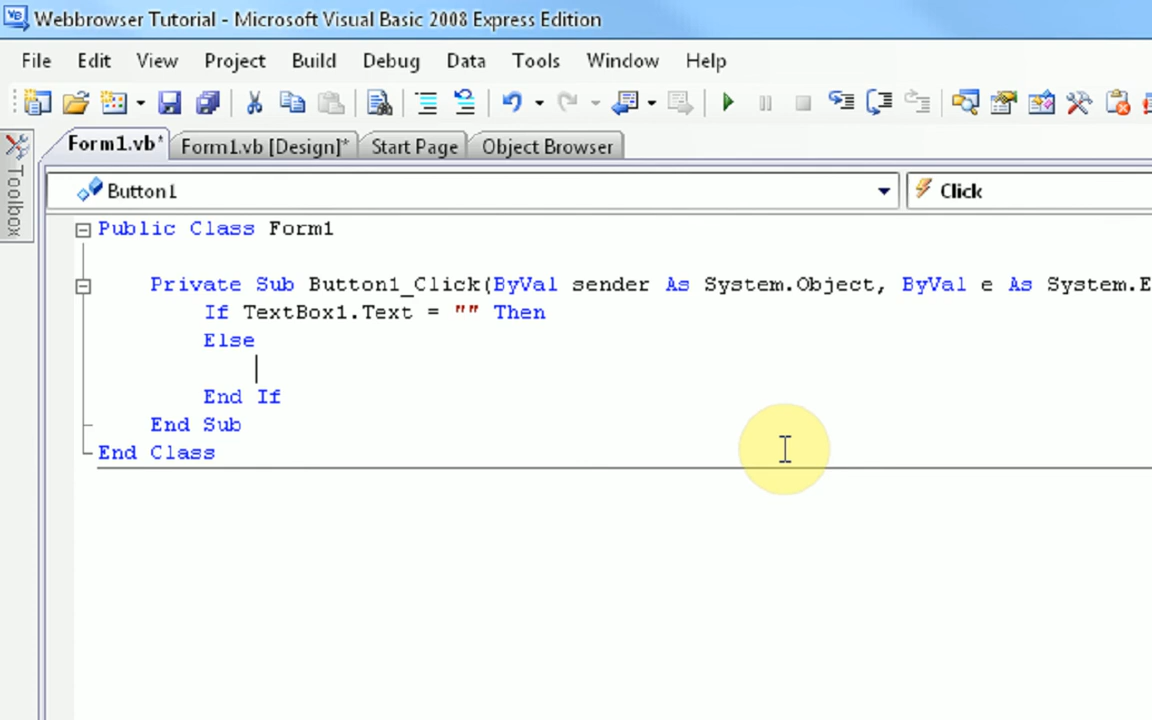 Webbrowser Tutorial - Microsoft Visual Basic 2008 Express Edition
File Edit View Project Build Debug Data Tools Window Help
Toolbox
Form1.vb* Form1.vb [Design]* Start Page Object Browser
Button1 Click
Public Class Form1
Private Sub Button1_Click(ByVal sender As System.Object, ByVal e As System.E
If TextBox1.Text = "" Then
Else
End If
End Sub
End Class